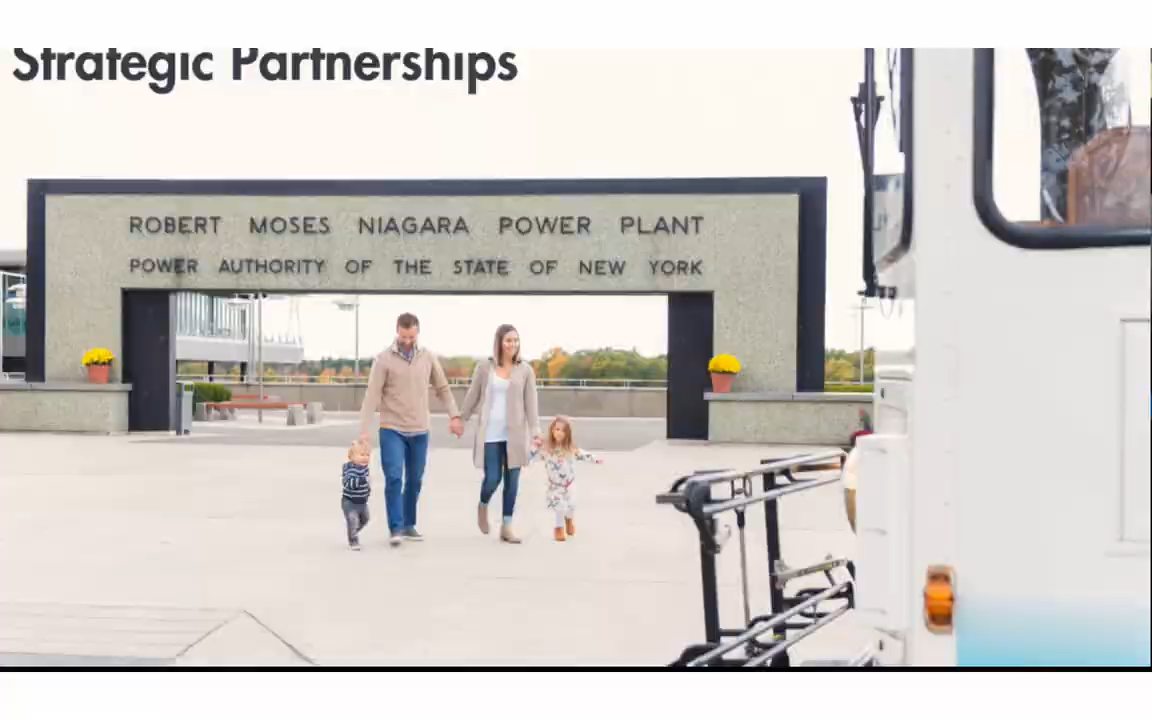 Strategic Partnerships
ROBERT MOSES NIAGARA POWER PLANT
POWER AUTHORITY OF THE STATE OF NEW YORK